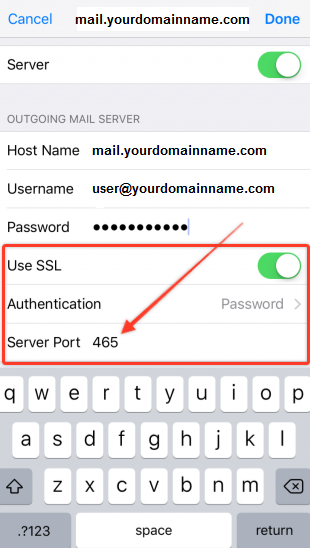 Cancel mail.yourdomainname.com Done
Server
OUTGOING MAIL SERVER
Host Name mail.yourdomainname.com
Username user@yourdomainname.com
Password ●●●●●●●●●●●
Use SSL
Authentication Password
Server Port 465
q w e r t y u i o p
a s d f g h j k l
z x c v b n m
.?123 space return